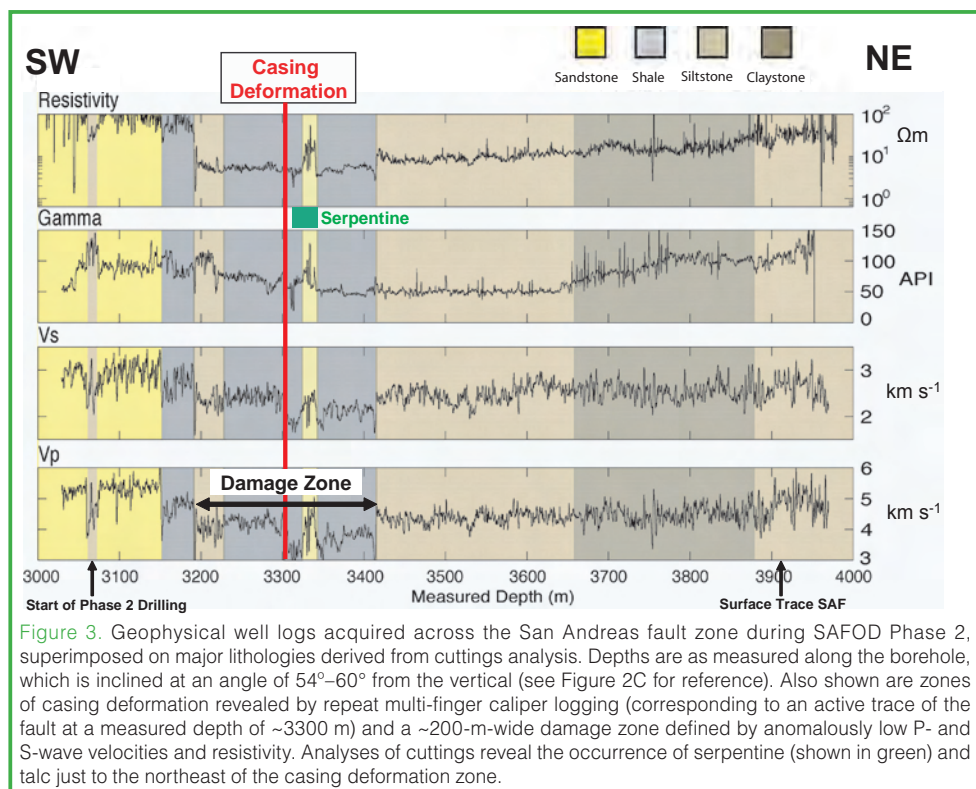 SW
Casing
Deformation
Sandstone Shale Siltstone Claystone
NE
Resistivity
10²
10¹
10⁰
Ωm
Serpentine
Gamma
150
100
50
0
API
Vs
3
2
km s⁻¹
Vp
Damage Zone
6
5
4
3
km s⁻¹
3000 3100 3200 3300 3400 3500 3600 3700 3800 3900 4000
Measured Depth (m)
Start of Phase 2 Drilling
Surface Trace SAF
Figure 3. Geophysical well logs acquired across the San Andreas fault zone during SAFOD Phase 2,
superimposed on major lithologies derived from cuttings analysis. Depths are as measured along the borehole,
which is inclined at an angle of 54°–60° from the vertical (see Figure 2C for reference). Also shown are zones
of casing deformation revealed by repeat multi-finger caliper logging (corresponding to an active trace of the
fault at a measured depth of ~3300 m) and a ~200-m-wide damage zone defined by anomalously low P- and
S-wave velocities and resistivity. Analyses of cuttings reveal the occurrence of serpentine (shown in green) and
talc just to the northeast of the casing deformation zone.